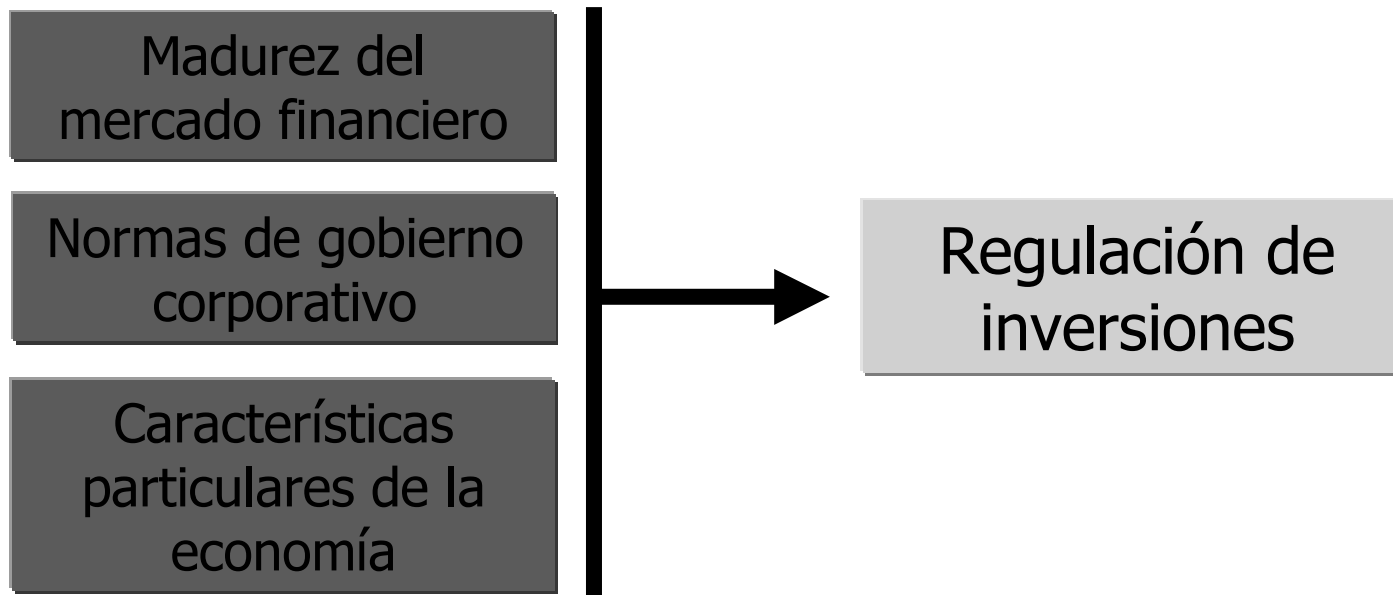 Madurez del
mercado financiero
Normas de gobierno
corporativo
Características
particulares de la
economía
Regulación de
inversiones